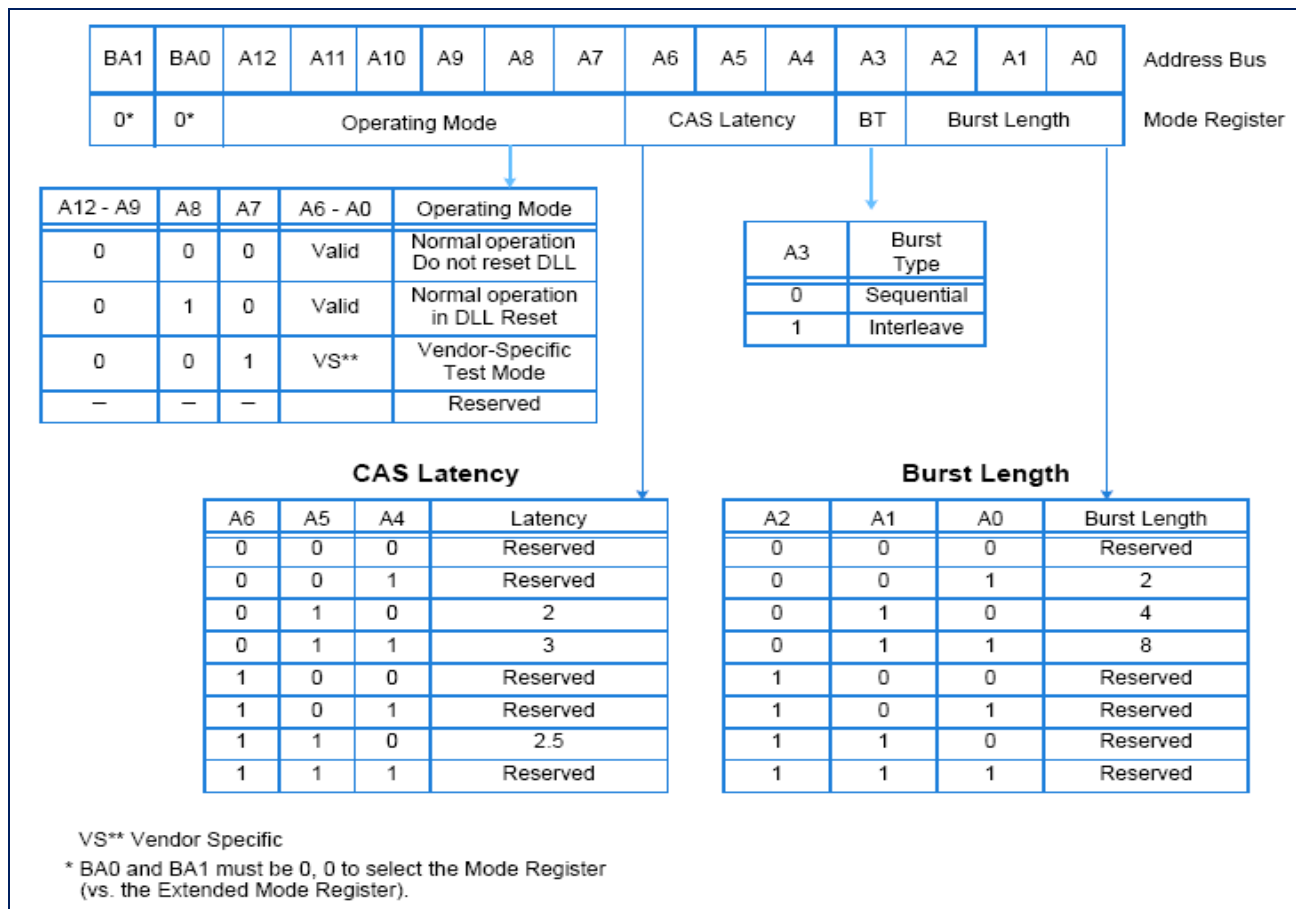 BA1 BA0 A12 A11 A10 A9 A8 A7 A6 A5 A4 A3 A2 A1 A0 Address Bus
0* 0* Operating Mode CAS Latency BT Burst Length Mode Register
A12 - A9 A8 A7 A6 - A0 Operating Mode
0 0 0 Valid Normal operation
Do not reset DLL
0 1 0 Valid Normal operation
in DLL Reset
0 0 1 VS** Vendor-Specific
Test Mode
– – – Reserved
A3 Burst
Type
0 Sequential
1 Interleave
CAS Latency
A6 A5 A4 Latency
0 0 0 Reserved
0 0 1 Reserved
0 1 0 2
0 1 1 3
1 0 0 Reserved
1 0 1 Reserved
1 1 0 2.5
1 1 1 Reserved
Burst Length
A2 A1 A0 Burst Length
0 0 0 Reserved
0 0 1 2
0 1 0 4
0 1 1 8
1 0 0 Reserved
1 0 1 Reserved
1 1 0 Reserved
1 1 1 Reserved
VS** Vendor Specific
* BA0 and BA1 must be 0, 0 to select the Mode Register
(vs. the Extended Mode Register).